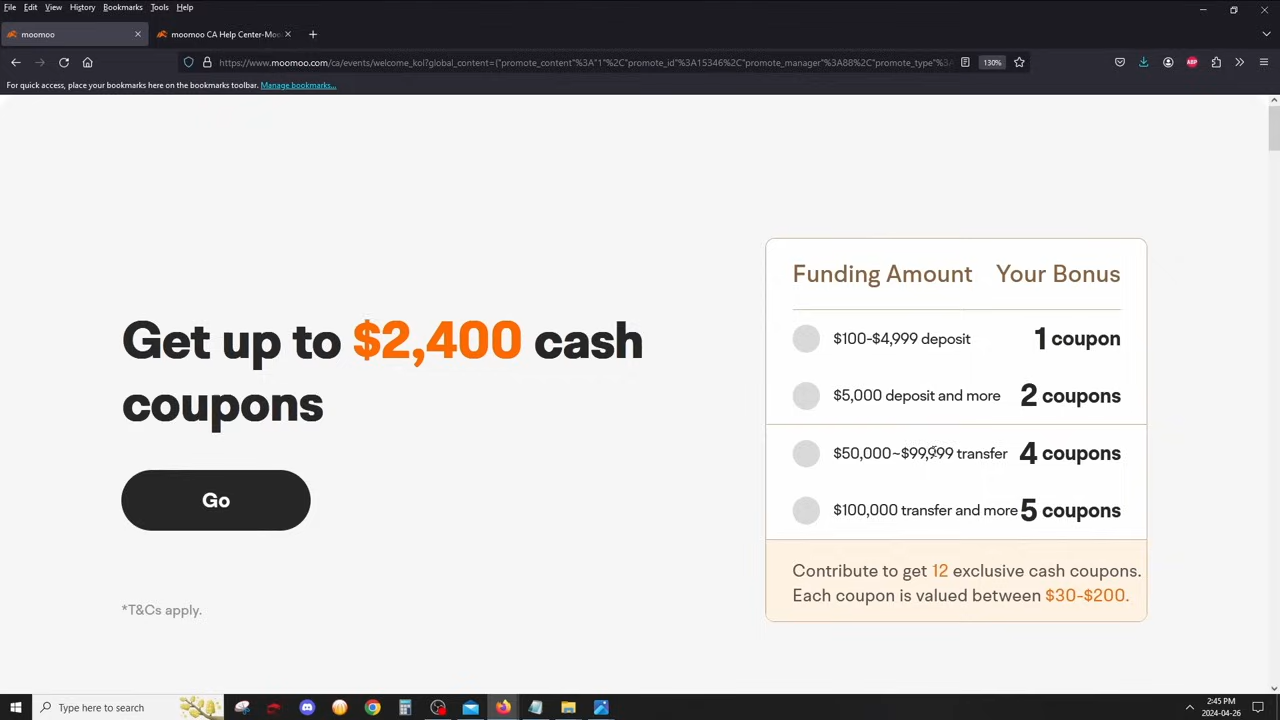 File Edit View History Bookmarks Tools Help
moomoo
moomoo CA Help Center-Moo
https://www.moomoo.com/ca/events/welcome_kol?global_content={"promote_content"%3A"1"%2C"promote_id"%3A15346%2C"promote_manager"%3A88%2C"promote_type"%
130%
For quick access, place your bookmarks here on the bookmarks toolbar. Manage bookmarks...
Get up to $2,400 cash
coupons
Go
*T&Cs apply.
Funding Amount Your Bonus
$100-$4,999 deposit 1 coupon
$5,000 deposit and more 2 coupons
$50,000~$99,999 transfer 4 coupons
$100,000 transfer and more 5 coupons
Contribute to get 12 exclusive cash coupons.
Each coupon is valued between $30-$200.
Type here to search
2:45 PM
2024-04-26